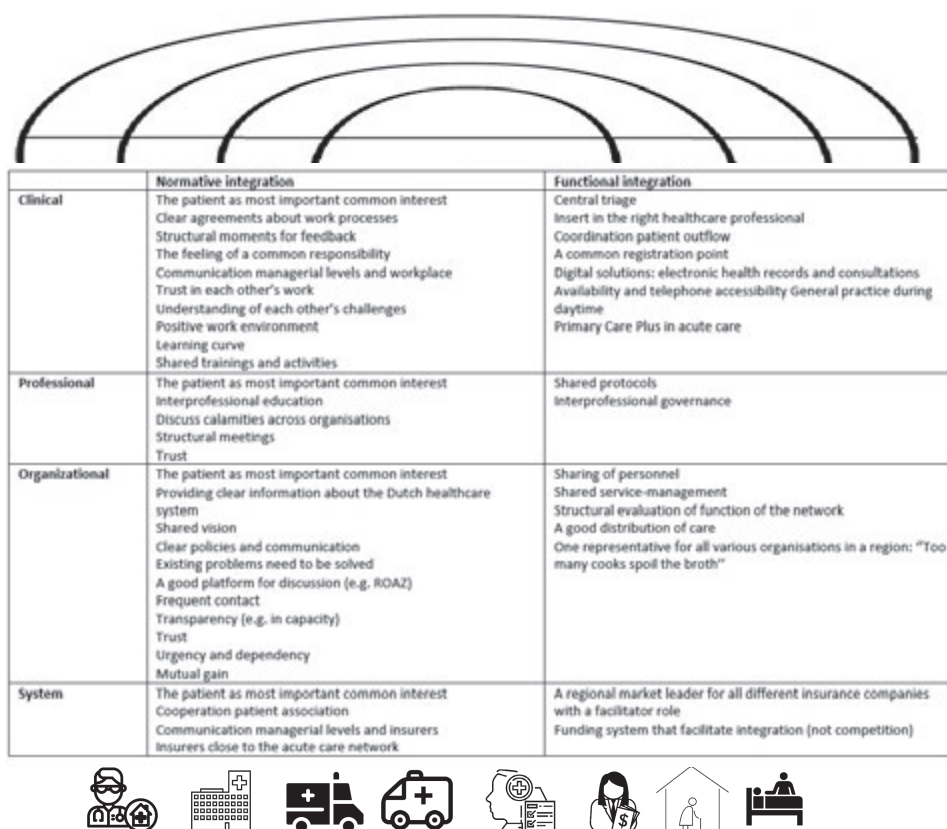 Normative integration Functional integration
Clinical
The patient as most important common interest
Clear agreements about work processes
Structural moments for feedback
The feeling of a common responsibility
Communication managerial levels and workplace
Trust in each other's work
Understanding of each other's challenges
Positive work environment
Learning curve
Shared trainings and activities
Central triage
Insert in the right healthcare professional
Coordination patient outflow
A common registration point
Digital solutions: electronic health records and consultations
Availability and telephone accessibility General practice during
daytime
Primary Care Plus in acute care
Professional
The patient as most important common interest
Interprofessional education
Discuss calamities across organisations
Structural meetings
Trust
Shared protocols
Interprofessional governance
Organizational
The patient as most important common interest
Providing clear information about the Dutch healthcare
system
Shared vision
Clear policies and communication
Existing problems need to be solved
A good platform for discussion (e.g. ROAZ)
Frequent contact
Transparency (e.g. in capacity)
Trust
Urgency and dependency
Mutual gain
Sharing of personnel
Shared service-management
Structural evaluation of function of the network
A good distribution of care
One representative for all various organisations in a region: "Too
many cooks spoil the broth"
System
The patient as most important common interest
Cooperation patient association
Communication managerial levels and insurers
Insurers close to the acute care network
A regional market leader for all different insurance companies
with a facilitator role
Funding system that facilitate integration (not competition)
$